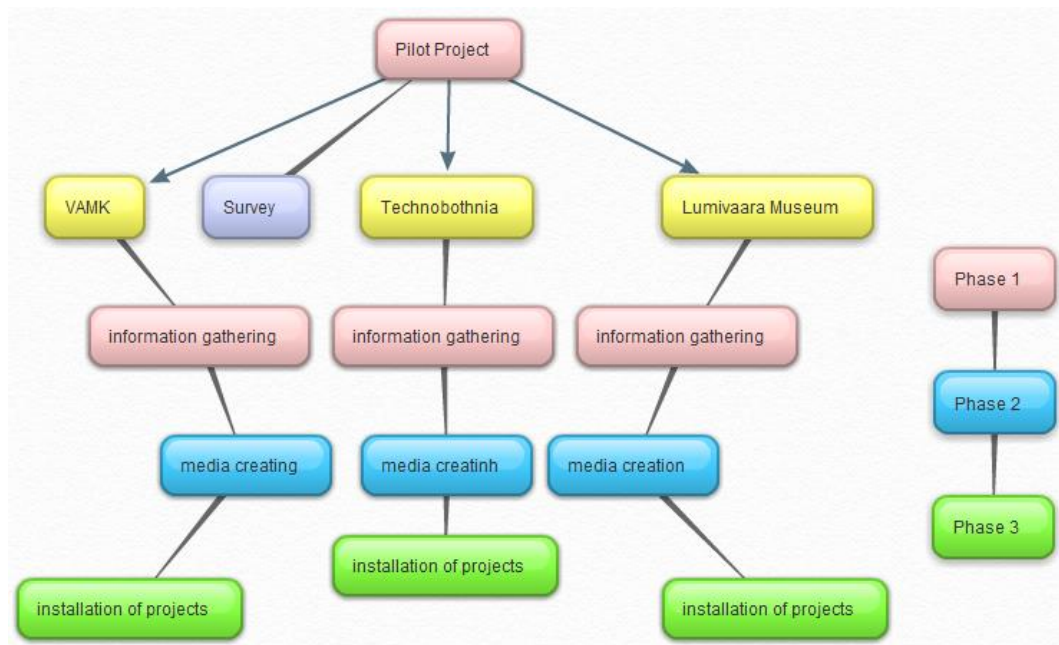 Pilot Project
VAMK
Survey
Technobothnia
Lumivaara Museum
information gathering
information gathering
information gathering
media creating
media creatinh
media creation
installation of projects
installation of projects
installation of projects
Phase 1
Phase 2
Phase 3